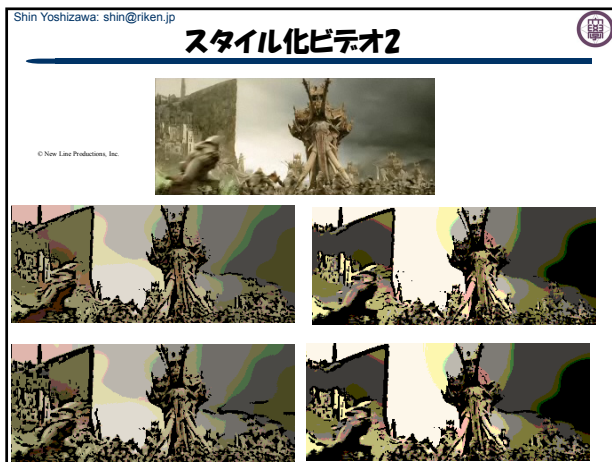 Shin Yoshizawa: shin@riken.jp
スタイル化ビデオ2
© New Line Productions, Inc.